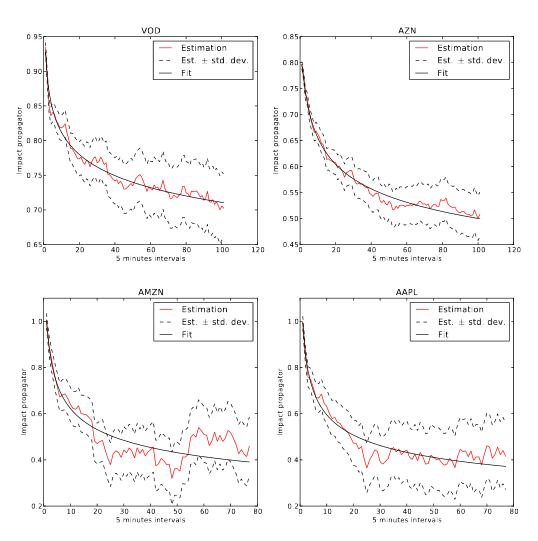 VOD
0.95
0.90
0.85
0.80
0.75
0.70
0.65
Impact propagator
Estimation
Est. ± std. dev.
Fit
0 20 40 60 80 100 120
5 minutes intervals
AZN
0.85
0.80
0.75
0.70
0.65
0.60
0.55
0.50
0.45
Impact propagator
Estimation
Est. ± std. dev.
Fit
0 20 40 60 80 100 120
5 minutes intervals
AMZN
1.0
0.8
0.6
0.4
0.2
Impact propagator
Estimation
Est. ± std. dev.
Fit
0 10 20 30 40 50 60 70 80
5 minutes intervals
AAPL
1.0
0.8
0.6
0.4
0.2
Impact propagator
Estimation
Est. ± std. dev.
Fit
0 10 20 30 40 50 60 70 80
5 minutes intervals